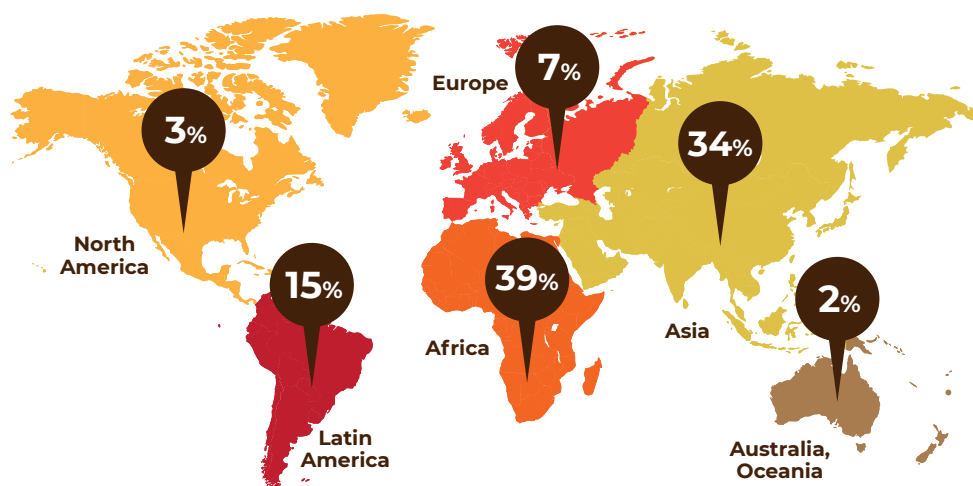 Europe
7%
3%
34%
North
America
15%
39%
2%
Africa
Asia
Latin
America
Australia,
Oceania